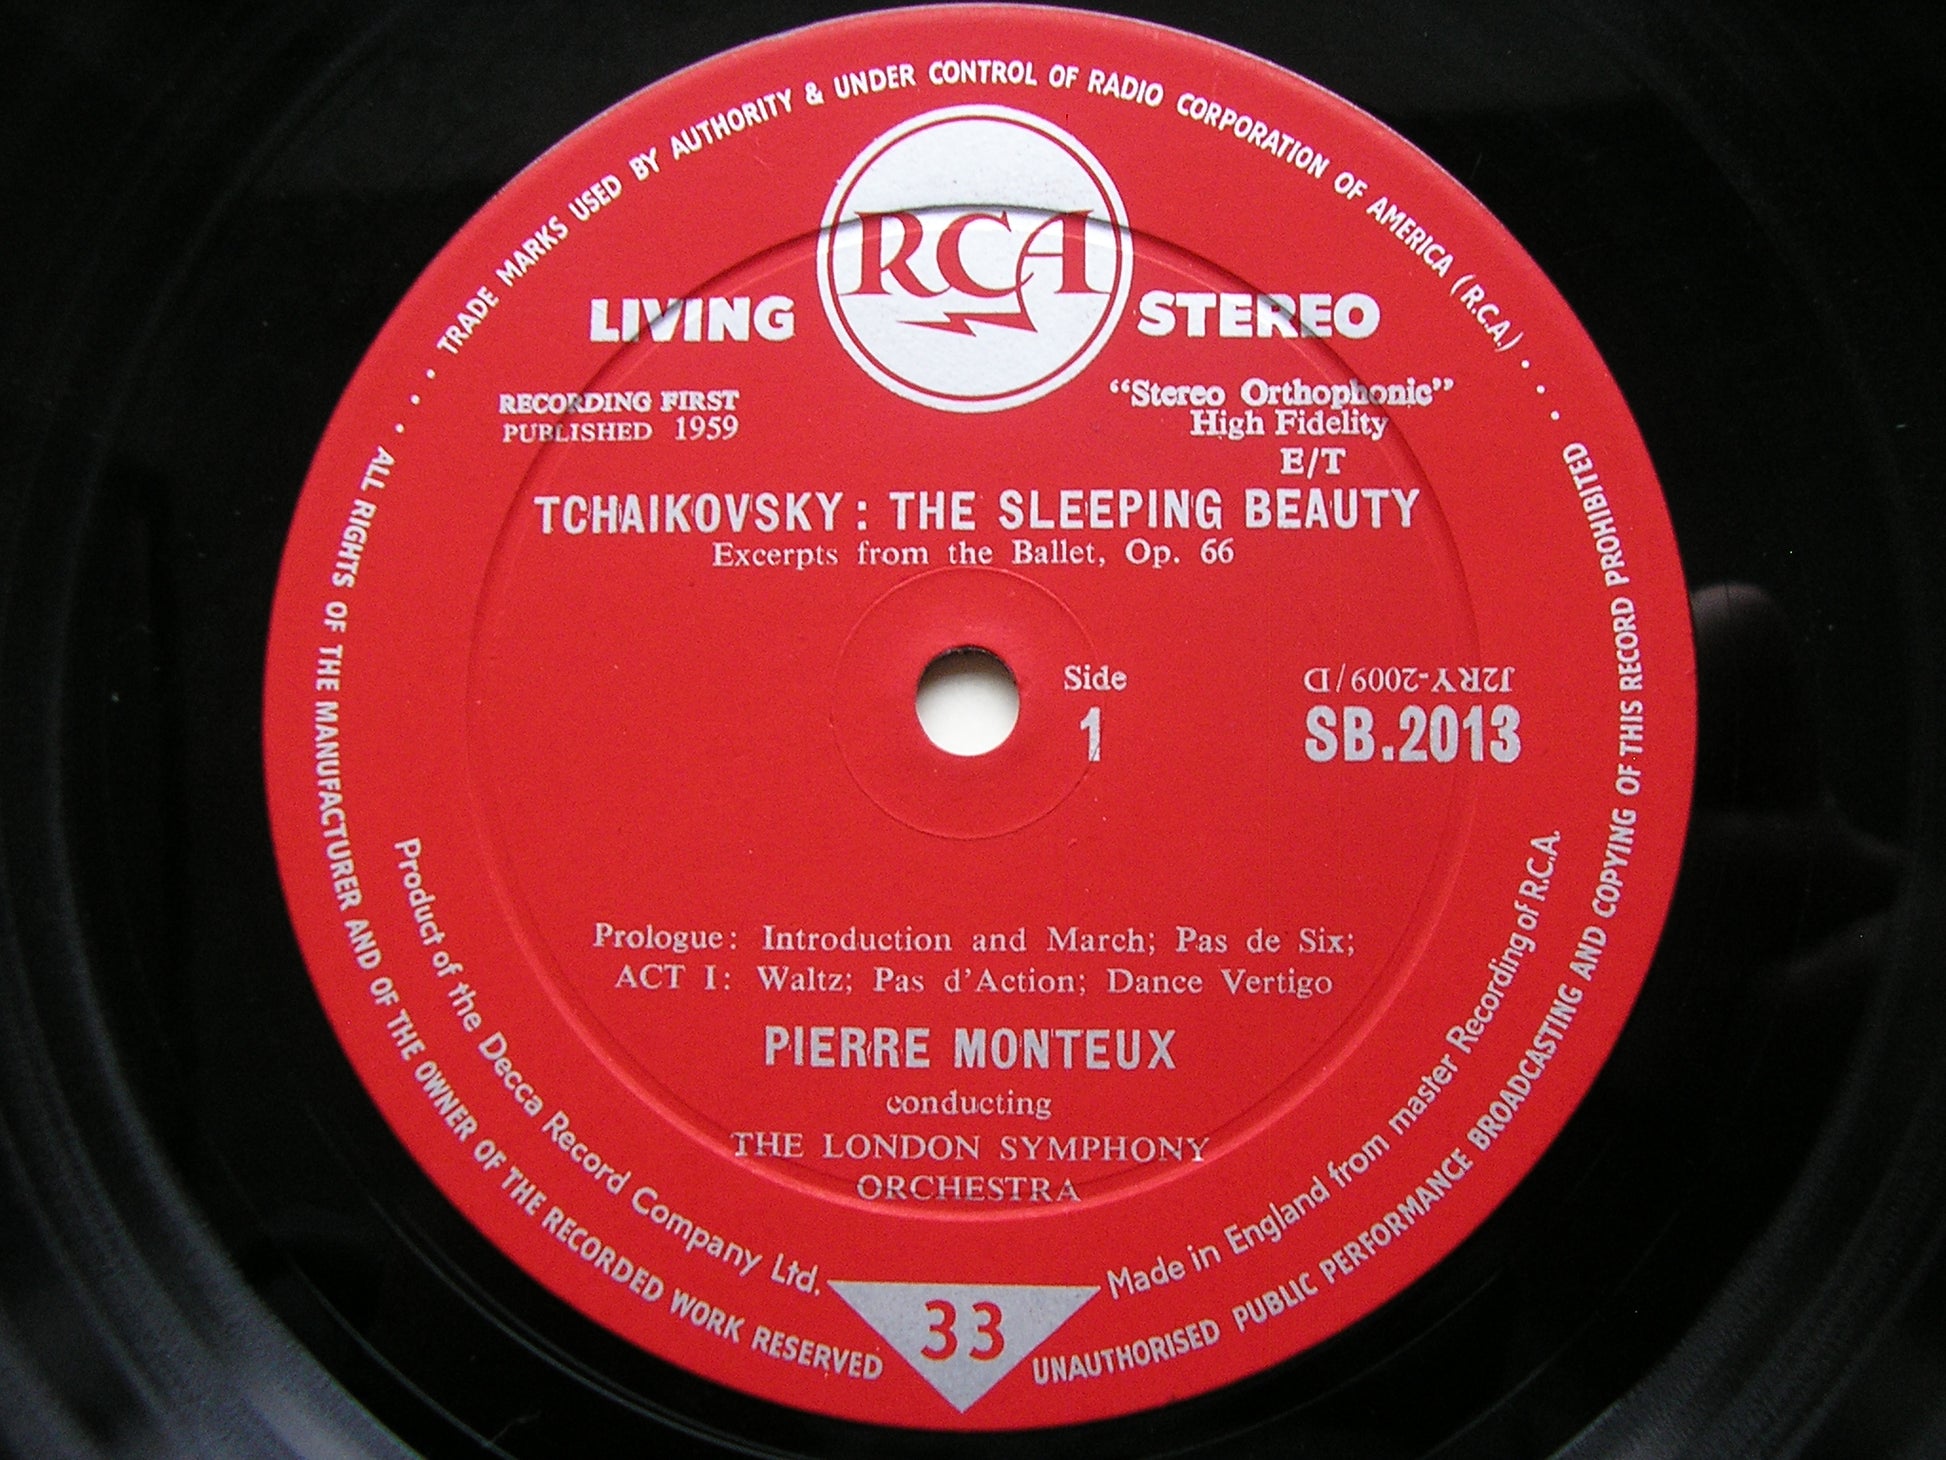 TRADE MARKS USED BY AUTHORITY & UNDER CONTROL OF RADIO CORPORATION OF AMERICA (R.C.A.) . . .
RCA
LIVING STEREO
RECORDING FIRST
PUBLISHED 1959
"Stereo Orthophonic"
High Fidelity
E/T
TCHAIKOVSKY: THE SLEEPING BEAUTY
Excerpts from the Ballet, Op. 66
Side
1
J2RY-2009/D
SB.2013
Prologue: Introduction and March; Pas de Six;
ACT I: Waltz; Pas d'Action; Dance Vertigo
PIERRE MONTEUX
conducting
THE LONDON SYMPHONY
ORCHESTRA
Product of the Decca Record Company Ltd.
Made in England from master Recording of R.C.A.
33
. . . . ALL RIGHTS OF THE MANUFACTURER AND OF THE OWNER OF THE RECORDED WORK RESERVED
UNAUTHORISED PUBLIC PERFORMANCE BROADCASTING AND COPYING OF THIS RECORD PROHIBITED